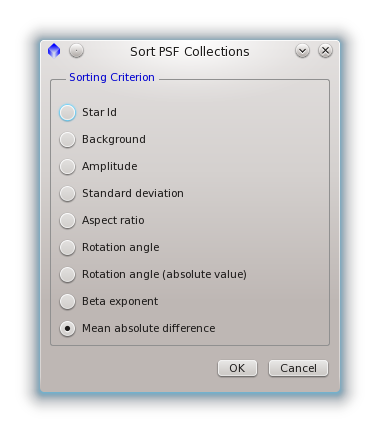 Sort PSF Collections
Sorting Criterion
Star Id
Background
Amplitude
Standard deviation
Aspect ratio
Rotation angle
Rotation angle (absolute value)
Beta exponent
Mean absolute difference
OK Cancel